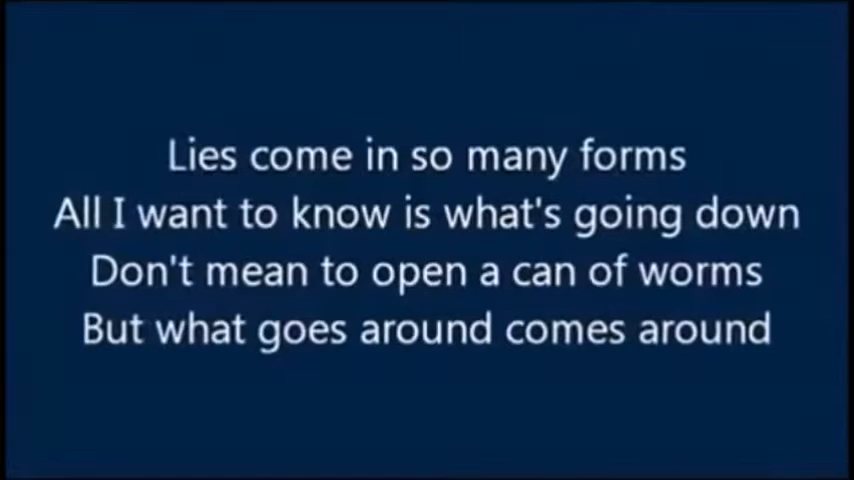 Lies come in so many forms
All I want to know is what's going down
Don't mean to open a can of worms
But what goes around comes around